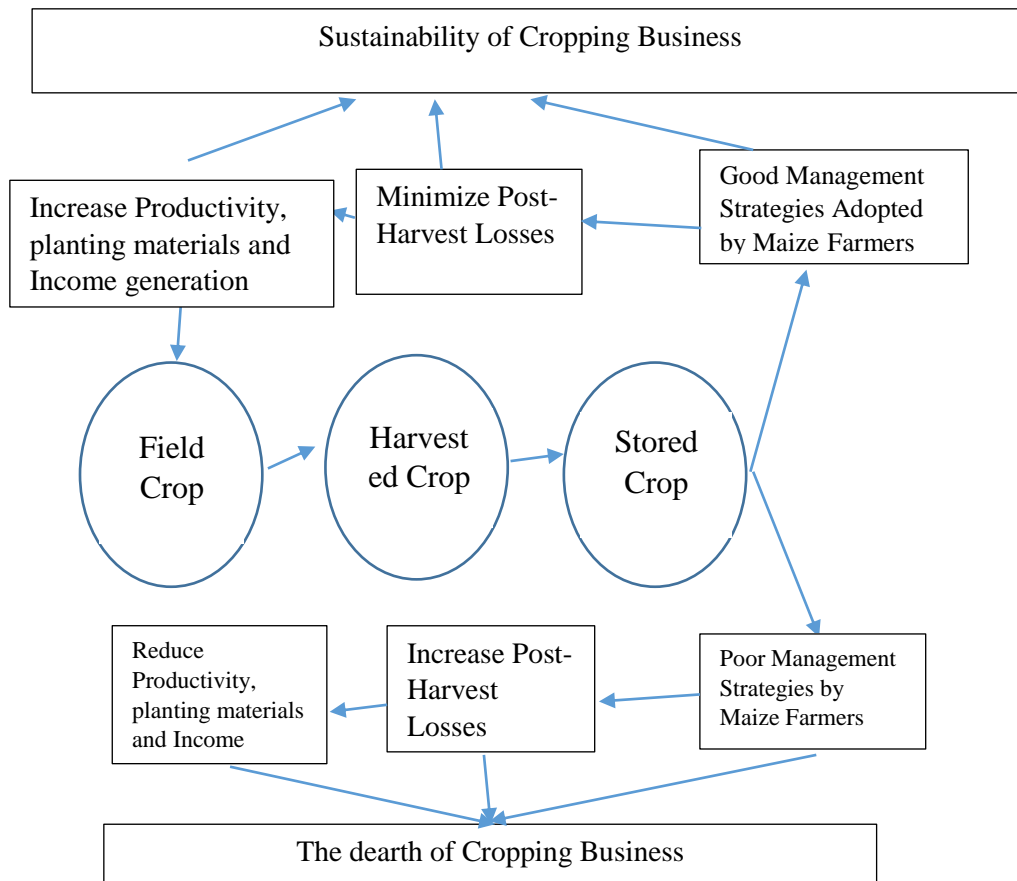 Sustainability of Cropping Business
Increase Productivity,
planting materials and
Income generation
Minimize Post-
Harvest Losses
Good Management
Strategies Adopted
by Maize Farmers
Field
Crop
Harvest
ed Crop
Stored
Crop
Reduce
Productivity,
planting materials
and Income
Increase Post-
Harvest
Losses
Poor Management
Strategies by
Maize Farmers
The dearth of Cropping Business